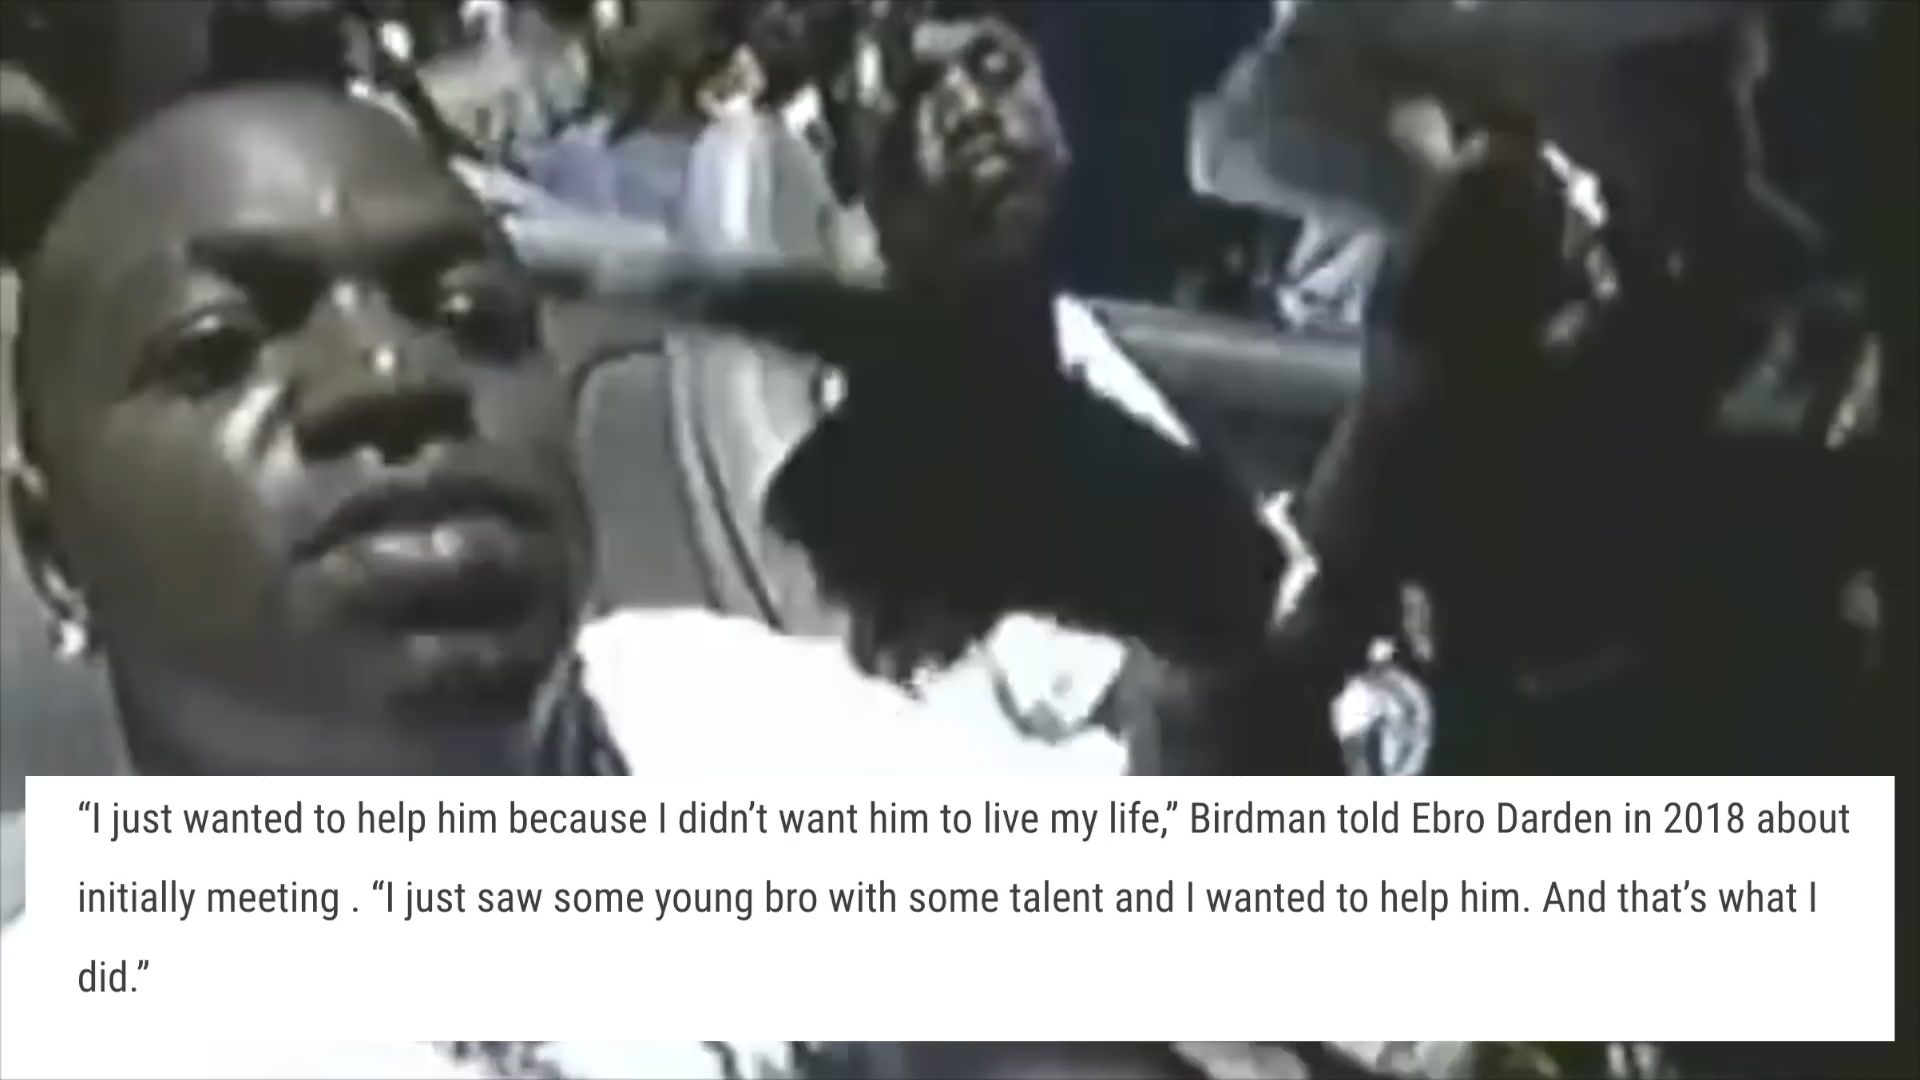 “I just wanted to help him because I didn’t want him to live my life,” Birdman told Ebro Darden in 2018 about
initially meeting . “I just saw some young bro with some talent and I wanted to help him. And that’s what I
did.”